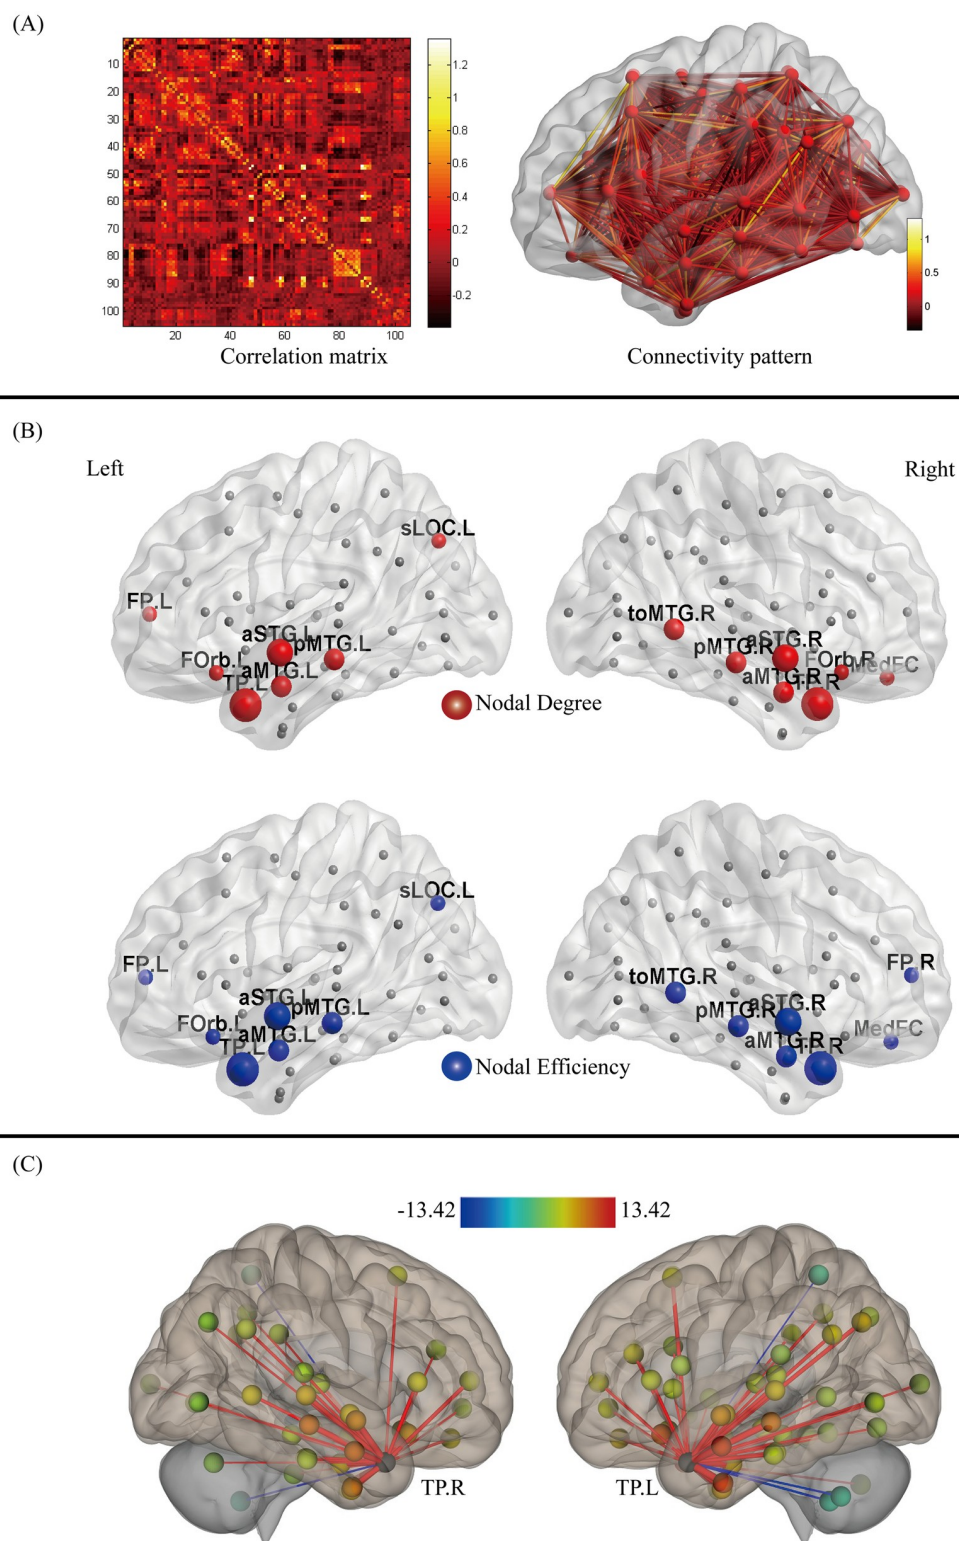 (A)
10
20
30
40
50
60
70
80
90
100
20
40
60
80
100
1.2
1
0.8
0.6
0.4
0.2
0
-0.2
Correlation matrix
1
0.5
0
Connectivity pattern
(B)
Left
Right
sLOC.L
FP.L
aSTG.L
pMTG.L
FOrb.L
aMTG.L
TP.L
toMTG.R
aSTG.R
pMTG.R
FOrb.R
MedFC
aMTG.R
TP.R
Nodal Degree
sLOC.L
FP.L
aSTG.L
pMTG.L
FOrb.L
aMTG.L
TP.L
FP.R
toMTG.R
aSTG.R
pMTG.R
MedFC
aMTG.R
TP.R
Nodal Efficiency
(C)
-13.42 13.42
TP.R
TP.L